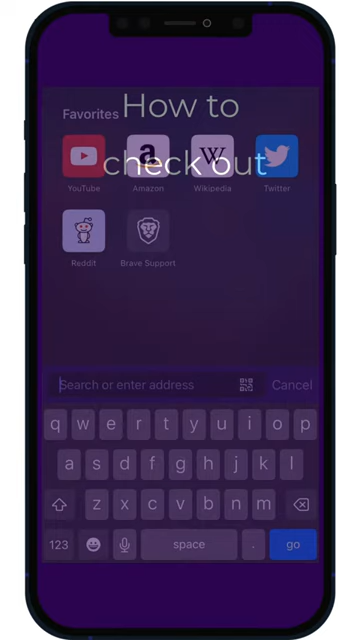 How to
check out
Favorites
a W
YouTube Amazon Wikipedia Twitter
Reddit Brave Support
Search or enter address Cancel
q w e r t y u i o p
a s d f g h j k l
z x c v b n m
123 space . go